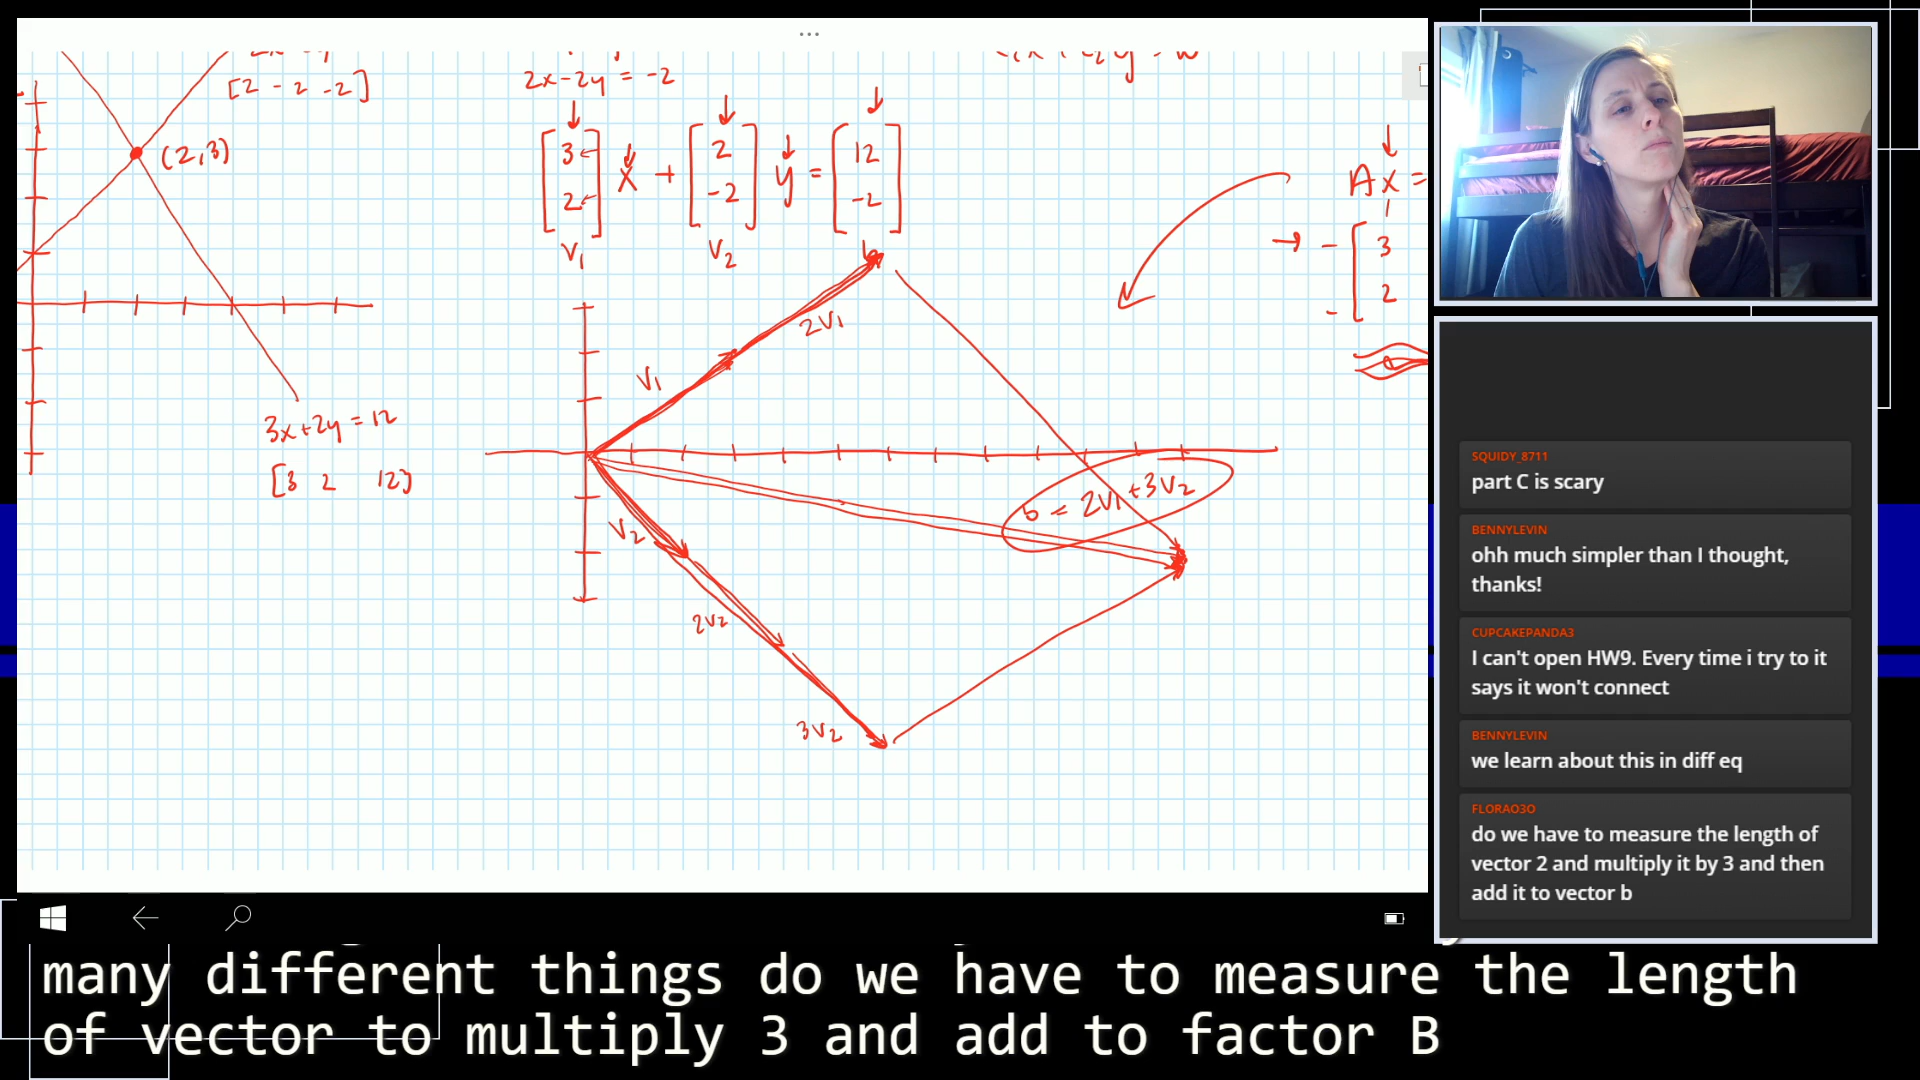 ...
[2 - 2 -2]
(2,3)
3x+2y=12
[3 2 12]
2x-2y = -2
3 2 12
x + y =
2 -2 -2
V1 V2 b
V1
2V1
V2
2V2
3V2
b = 2V1+3V2
Ax =
3
2
SQUIDY_8711
part C is scary
BENNYLEVIN
ohh much simpler than I thought,
thanks!
CUPCAKEPANDA3
I can't open HW9. Every time i try to it
says it won't connect
BENNYLEVIN
we learn about this in diff eq
FLORAO3O
do we have to measure the length of
vector 2 and multiply it by 3 and then
add it to vector b
many different things do we have to measure the length
of vector to multiply 3 and add to factor B